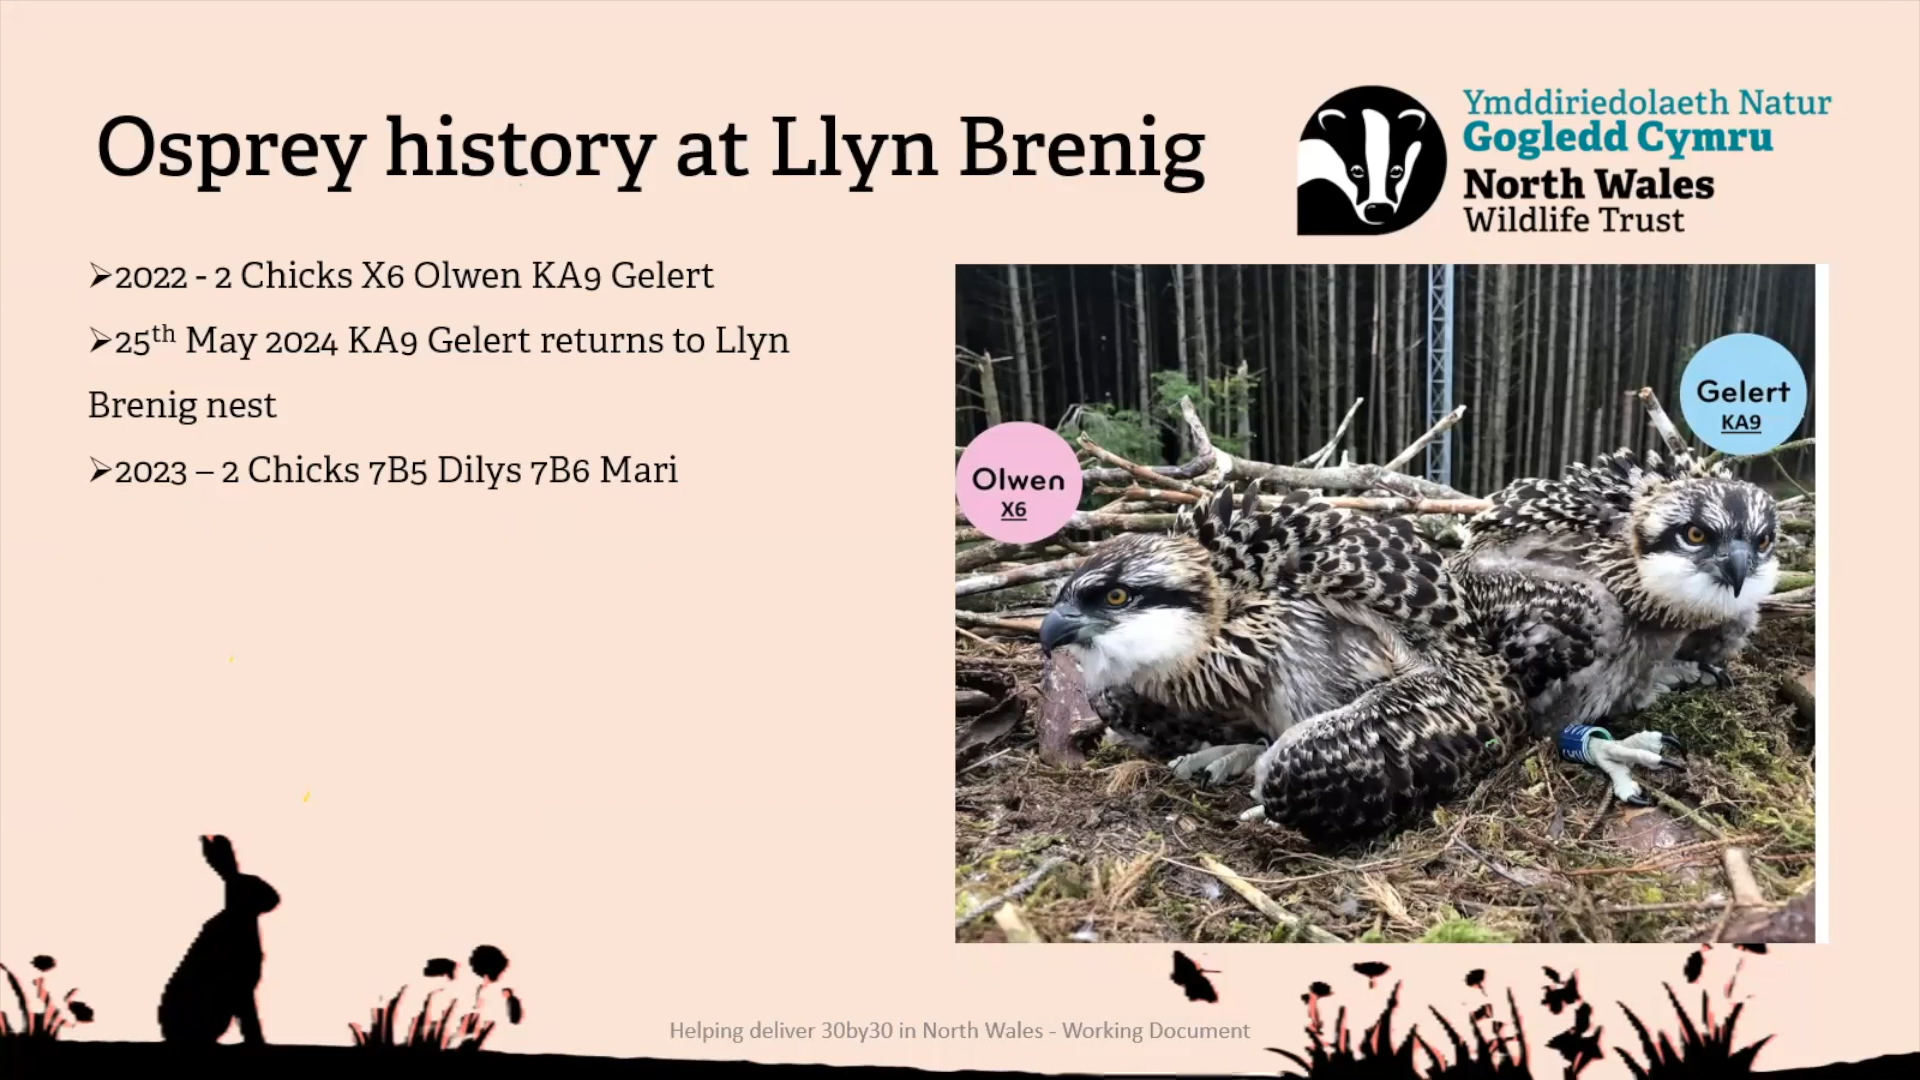 Osprey history at Llyn Brenig
Ymddiriedolaeth Natur
Gogledd Cymru
North Wales
Wildlife Trust
➢2022 - 2 Chicks X6 Olwen KA9 Gelert
➢25th May 2024 KA9 Gelert returns to Llyn
Brenig nest
➢2023 – 2 Chicks 7B5 Dilys 7B6 Mari
Gelert
KA9
Olwen
X6
Helping deliver 30by30 in North Wales - Working Document